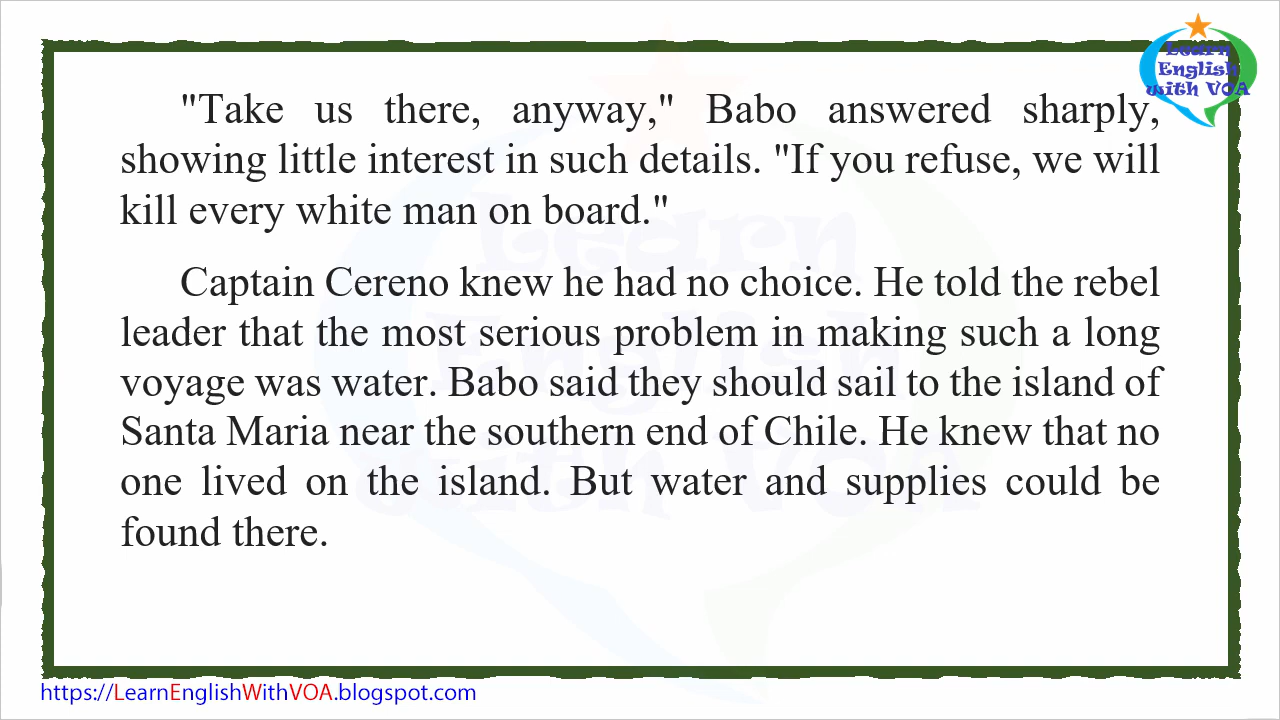 Learn
English
with VOA
"Take us there, anyway," Babo answered sharply,
showing little interest in such details. "If you refuse, we will
kill every white man on board."
Captain Cereno knew he had no choice. He told the rebel
leader that the most serious problem in making such a long
voyage was water. Babo said they should sail to the island of
Santa Maria near the southern end of Chile. He knew that no
one lived on the island. But water and supplies could be
found there.
Learn
English
with VOA
https://LearnEnglishWithVOA.blogspot.com